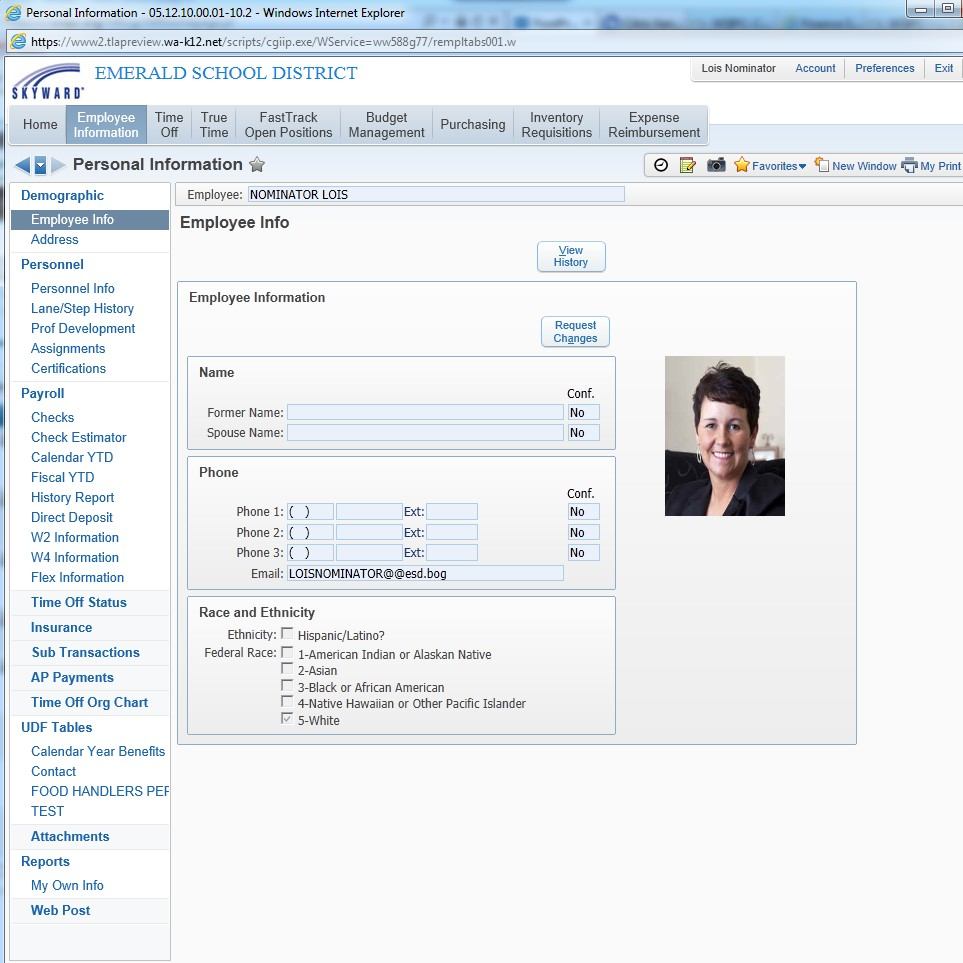 Personal Information - 05.12.10.00.01-10.2 - Windows Internet Explorer
https://www2.tlapreview.wa-k12.net/scripts/cgiip.exe/WService=ww588g77/rempltabs001.w
SKYWARD®
EMERALD SCHOOL DISTRICT
Lois Nominator Account Preferences Exit
Home
Employee Information
Time Off
True Time
FastTrack Open Positions
Budget Management
Purchasing
Inventory Requisitions
Expense Reimbursement
Personal Information
Favorites New Window My Print
Demographic
Employee Info
Address
Personnel
Personnel Info
Lane/Step History
Prof Development
Assignments
Certifications
Payroll
Checks
Check Estimator
Calendar YTD
Fiscal YTD
History Report
Direct Deposit
W2 Information
W4 Information
Flex Information
Time Off Status
Insurance
Sub Transactions
AP Payments
Time Off Org Chart
UDF Tables
Calendar Year Benefits
Contact
FOOD HANDLERS PER
TEST
Attachments
Reports
My Own Info
Web Post
Employee: NOMINATOR LOIS
Employee Info
View
History
Employee Information
Request
Changes
Name
Conf.
Former Name: No
Spouse Name: No
Phone
Conf.
Phone 1: ( ) Ext: No
Phone 2: ( ) Ext: No
Phone 3: ( ) Ext: No
Email: LOISNOMINATOR@@esd.bog
Race and Ethnicity
Ethnicity: Hispanic/Latino?
Federal Race: 1-American Indian or Alaskan Native
2-Asian
3-Black or African American
4-Native Hawaiian or Other Pacific Islander
5-White